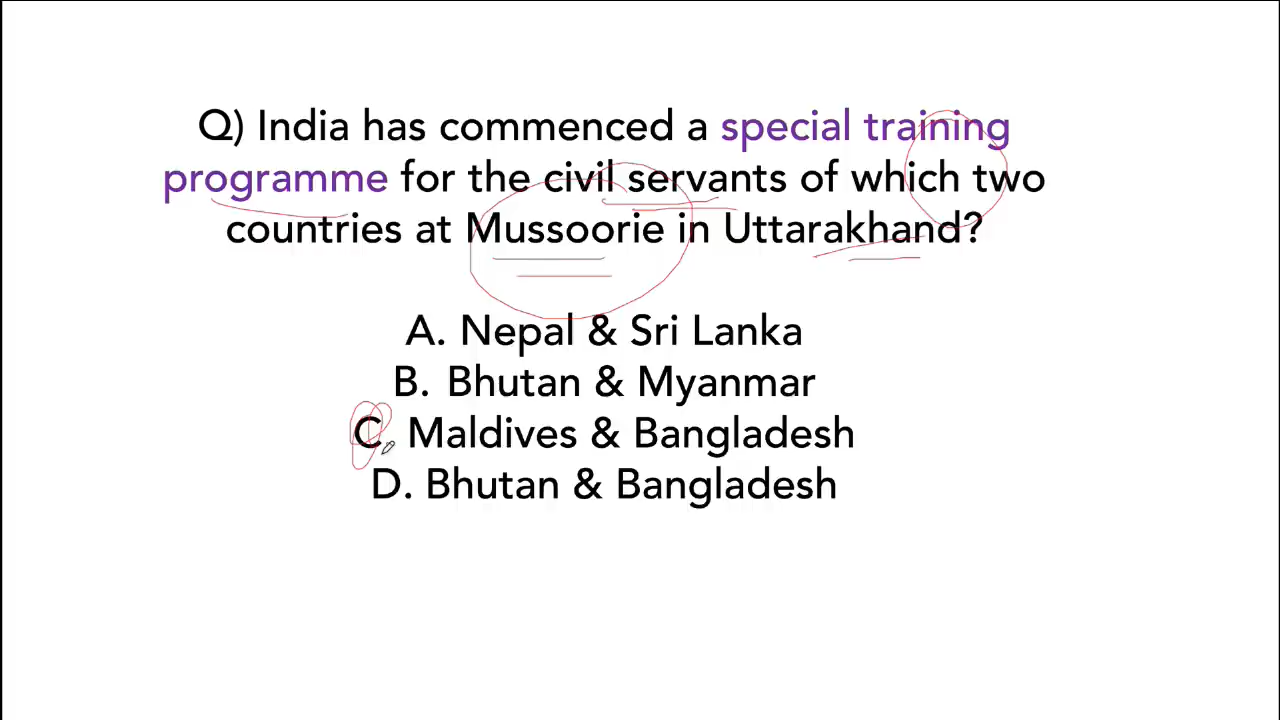 Q) India has commenced a special training
programme for the civil servants of which two
countries at Mussoorie in Uttarakhand?
A. Nepal & Sri Lanka
B. Bhutan & Myanmar
C. Maldives & Bangladesh
D. Bhutan & Bangladesh